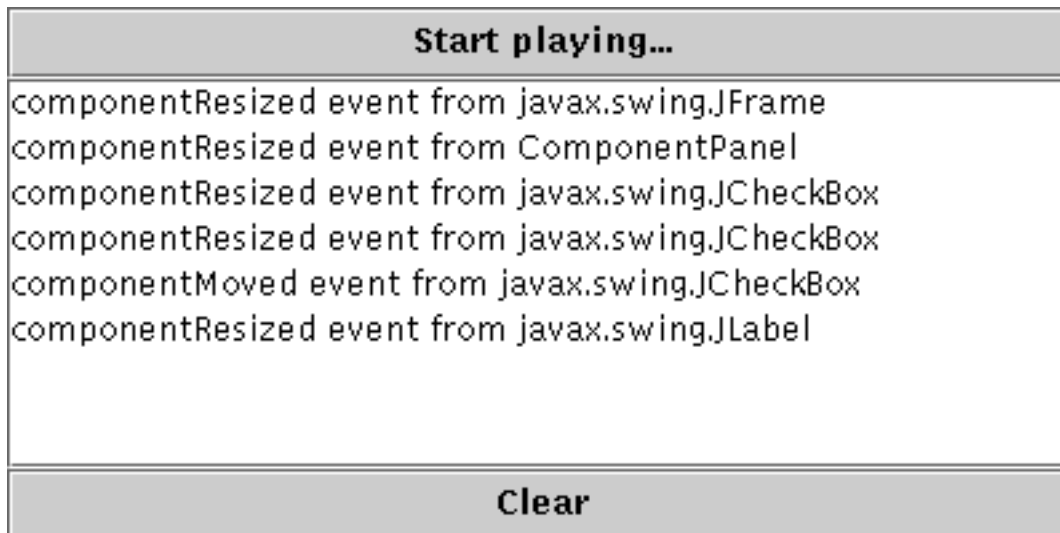 Start playing...
componentResized event from javax.swing.JFrame
componentResized event from ComponentPanel
componentResized event from javax.swing.JCheckBox
componentResized event from javax.swing.JCheckBox
componentMoved event from javax.swing.JCheckBox
componentResized event from javax.swing.JLabel
Clear